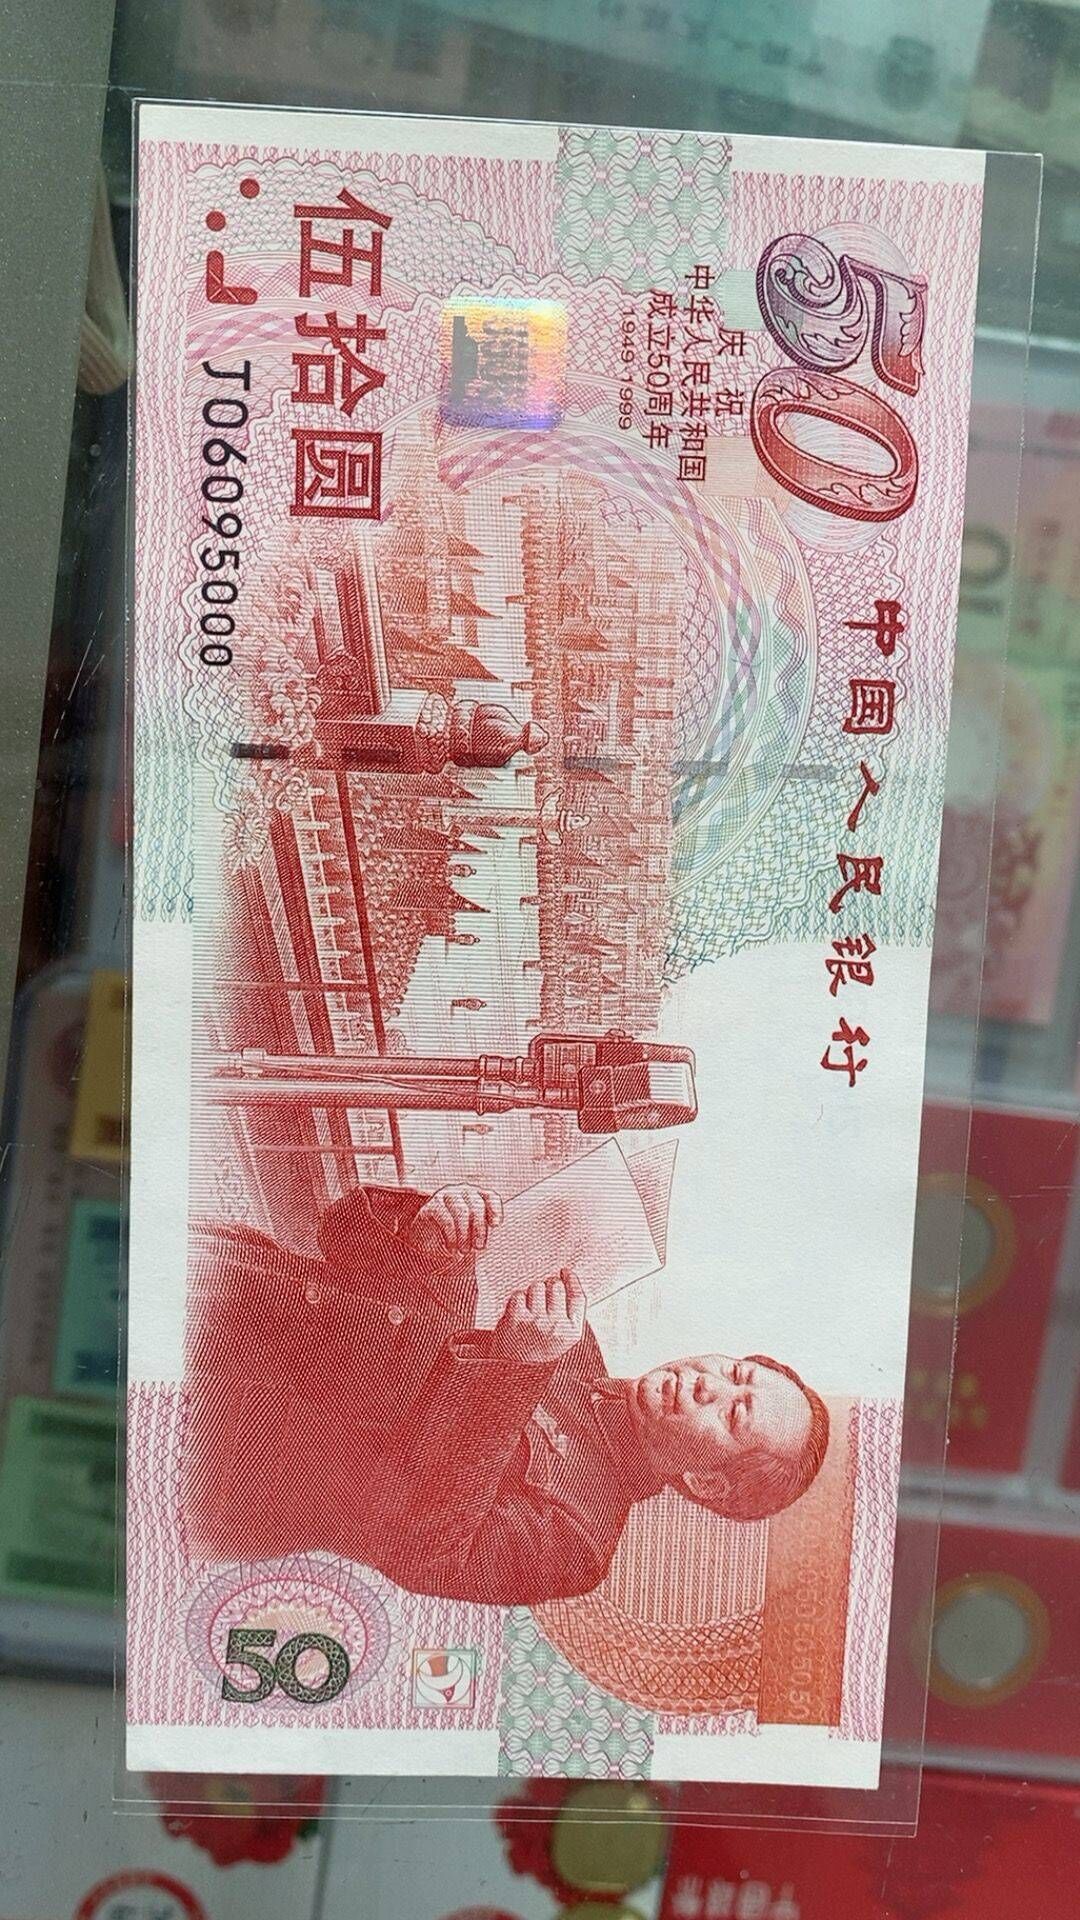 中国人民银行
50
庆祝
中华人民共和国
成立50周年
1949-1999
伍拾圆
J06095000
50